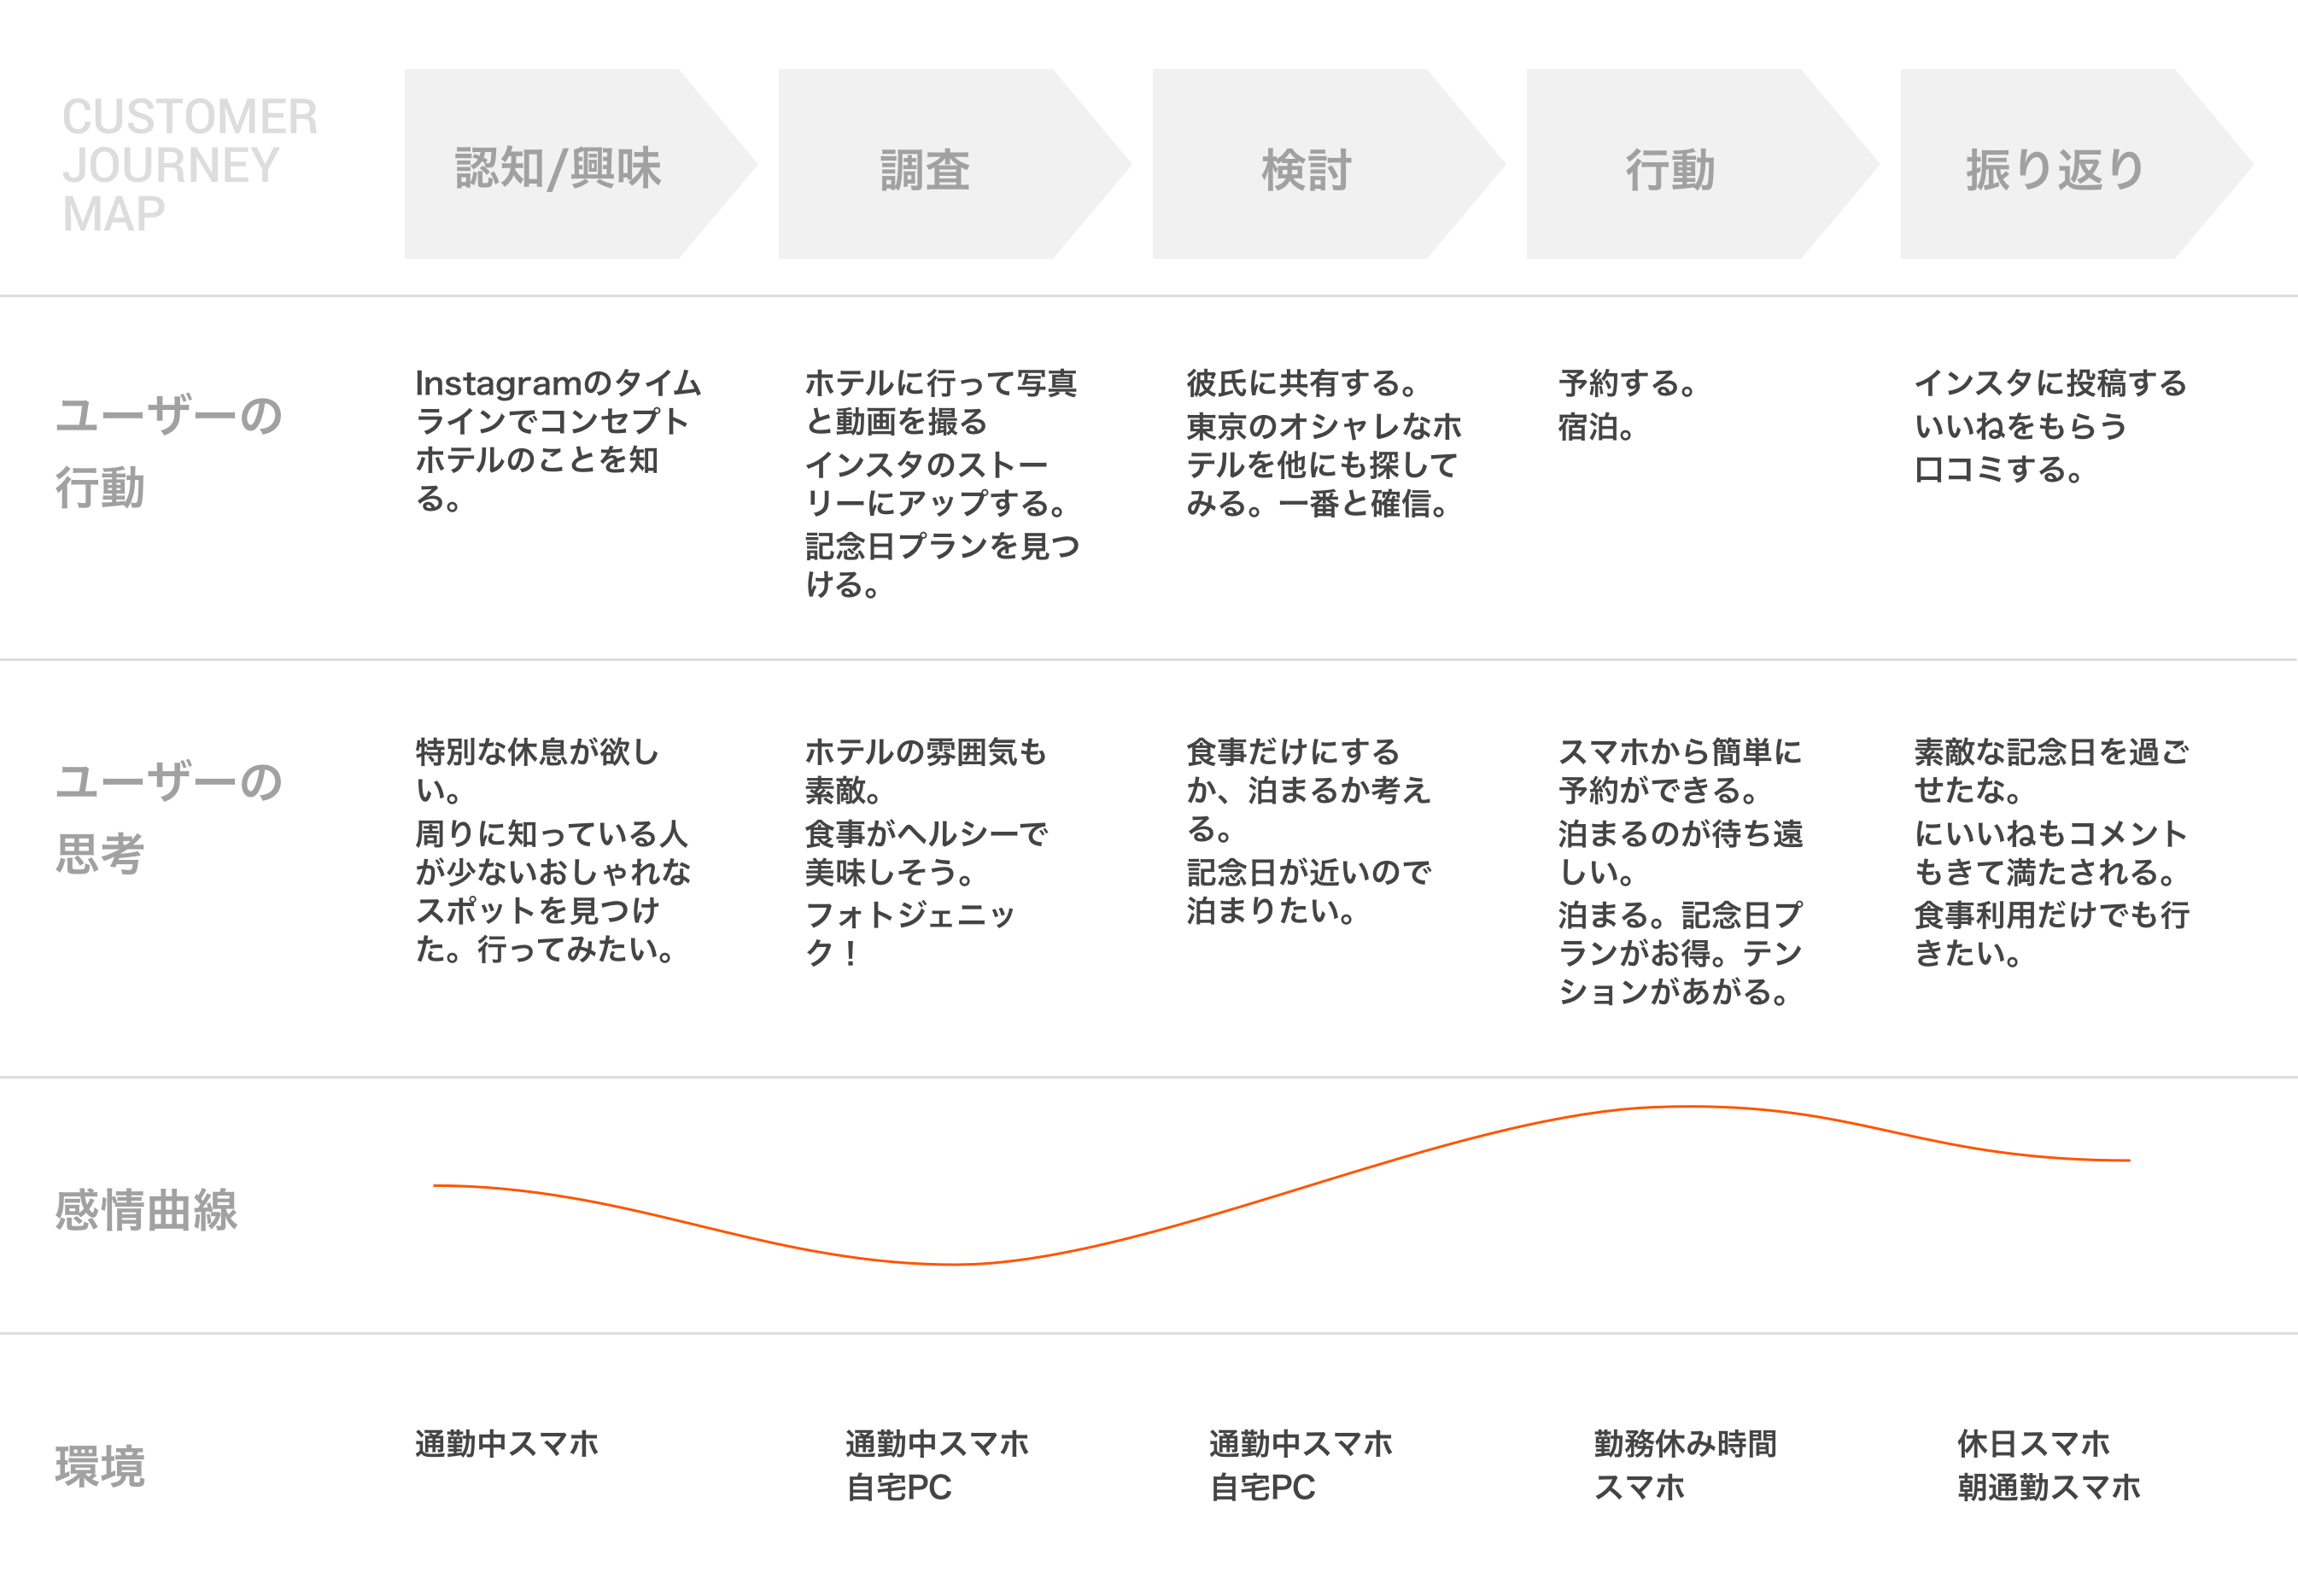 CUSTOMER
JOURNEY
MAP
認知/興味
調査
検討
行動
振り返り
ユーザーの
行動
Instagramのタイム
ラインでコンセプト
ホテルのことを知
る。
ホテルに行って写真
と動画を撮る
インスタのストー
リーにアップする。
記念日プランを見つ
ける。
彼氏に共有する。
東京のオシャレなホ
テルを他にも探して
みる。一番と確信。
予約する。
宿泊。
インスタに投稿する
いいねをもらう
口コミする。
ユーザーの
思考
特別な休息が欲し
い。
周りに知っている人
が少ないおしゃれな
スポットを見つけ
た。行ってみたい。
ホテルの雰囲気も
素敵。
食事がヘルシーで
美味しそう。
フォトジェニッ
ク！
食事だけにする
か、泊まるか考え
る。
記念日が近いので
泊まりたい。
スマホから簡単に
予約ができる。
泊まるのが待ち遠
しい。
泊まる。記念日プ
ランがお得。テン
ションがあがる。
素敵な記念日を過ご
せたな。
にいいねもコメント
もきて満たされる。
食事利用だけでも行
きたい。
感情曲線
環境
通勤中スマホ
通勤中スマホ
自宅PC
通勤中スマホ
自宅PC
勤務休み時間
スマホ
休日スマホ
朝通勤スマホ